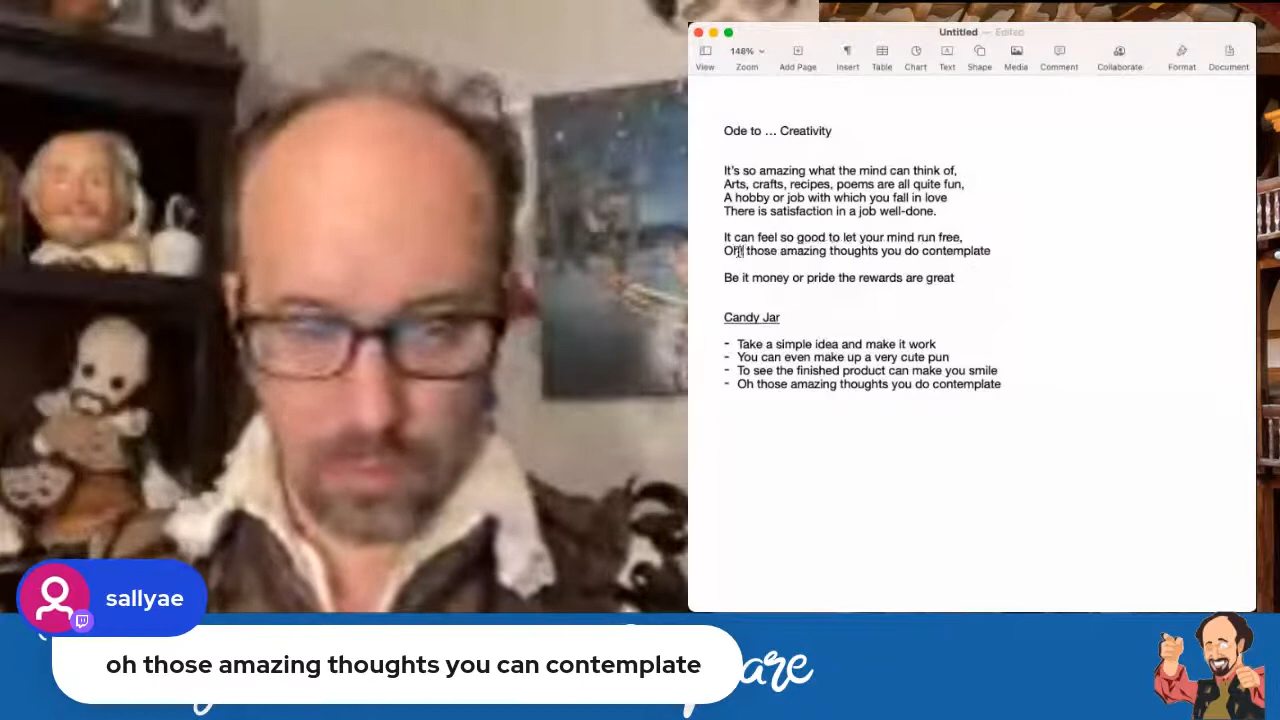 Untitled — Edited
148%
View
Zoom
Add Page
Insert
Table
Chart
Text
Shape
Media
Comment
Collaborate
Format
Document
Ode to ... Creativity
It's so amazing what the mind can think of,
Arts, crafts, recipes, poems are all quite fun,
A hobby or job with which you fall in love
There is satisfaction in a job well-done.
It can feel so good to let your mind run free,
Oh those amazing thoughts you do contemplate
Be it money or pride the rewards are great
Candy Jar
- Take a simple idea and make it work
- You can even make up a very cute pun
- To see the finished product can make you smile
- Oh those amazing thoughts you do contemplate
sallyae
oh those amazing thoughts you can contemplate